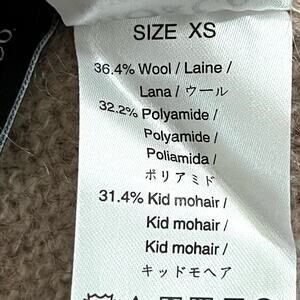 SIZE XS
36.4% Wool / Laine /
Lana / ウール
32.2% Polyamide /
Polyamide /
Poliamida /
ポリアミド
31.4% Kid mohair /
Kid mohair /
Kid mohair /
キッドモヘア